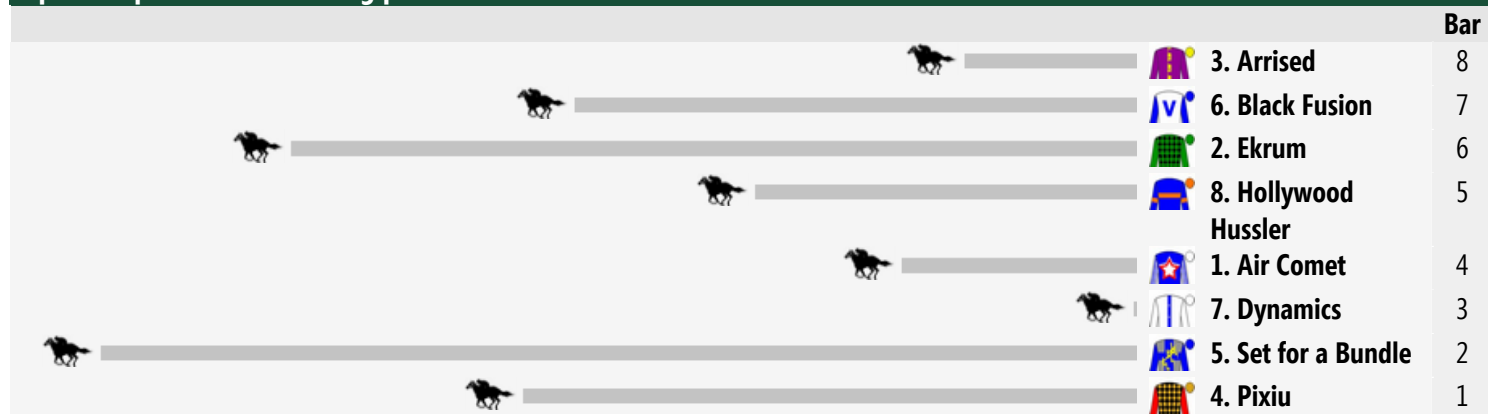 Bar
3. Arrised 8
6. Black Fusion 7
2. Ekrum 6
8. Hollywood 5
Hussler
1. Air Comet 4
7. Dynamics 3
5. Set for a Bundle 2
4. Pixiu 1